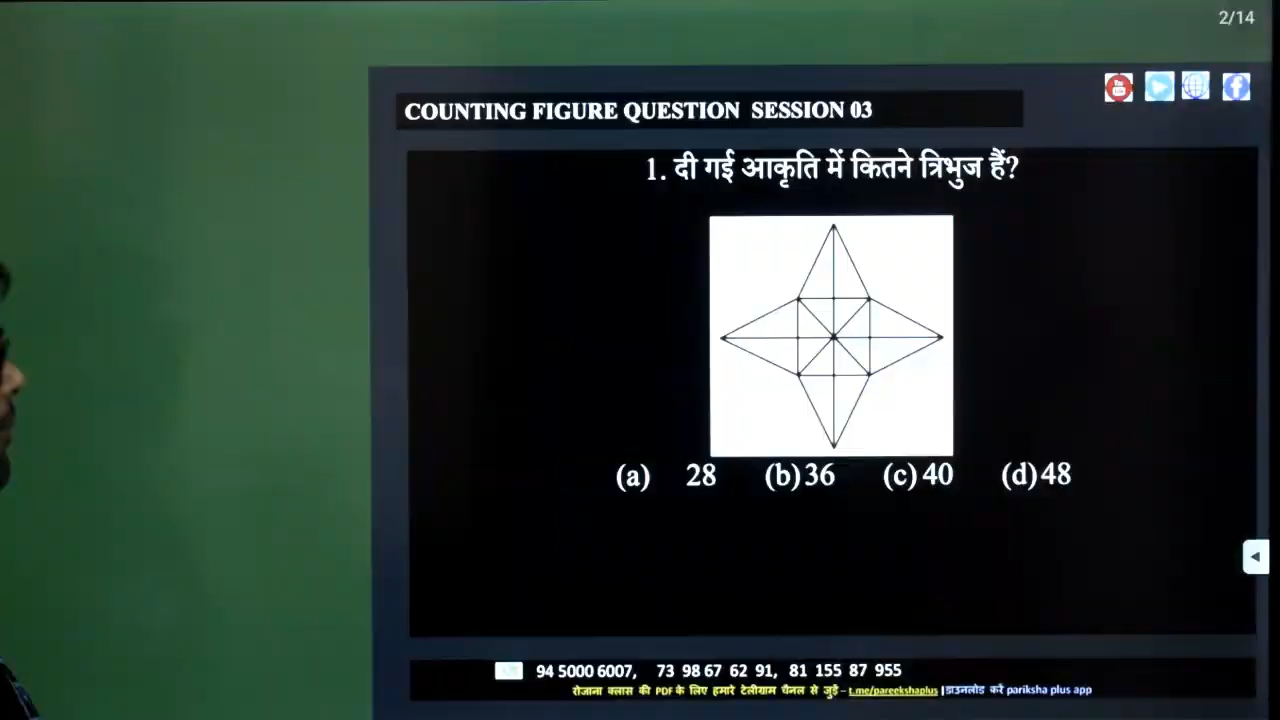 2/14
COUNTING FIGURE QUESTION SESSION 03
1. दी गई आकृति में कितने त्रिभुज हैं?
(a) 28 (b) 36 (c) 40 (d) 48
94 5000 6007, 73 98 67 62 91, 81 155 87 955
रोजाना क्लास की PDF के लिए हमारे टेलीग्राम चैनल से जुड़ें – t.me/pareekshaplus | डाउनलोड करें pariksha plus app